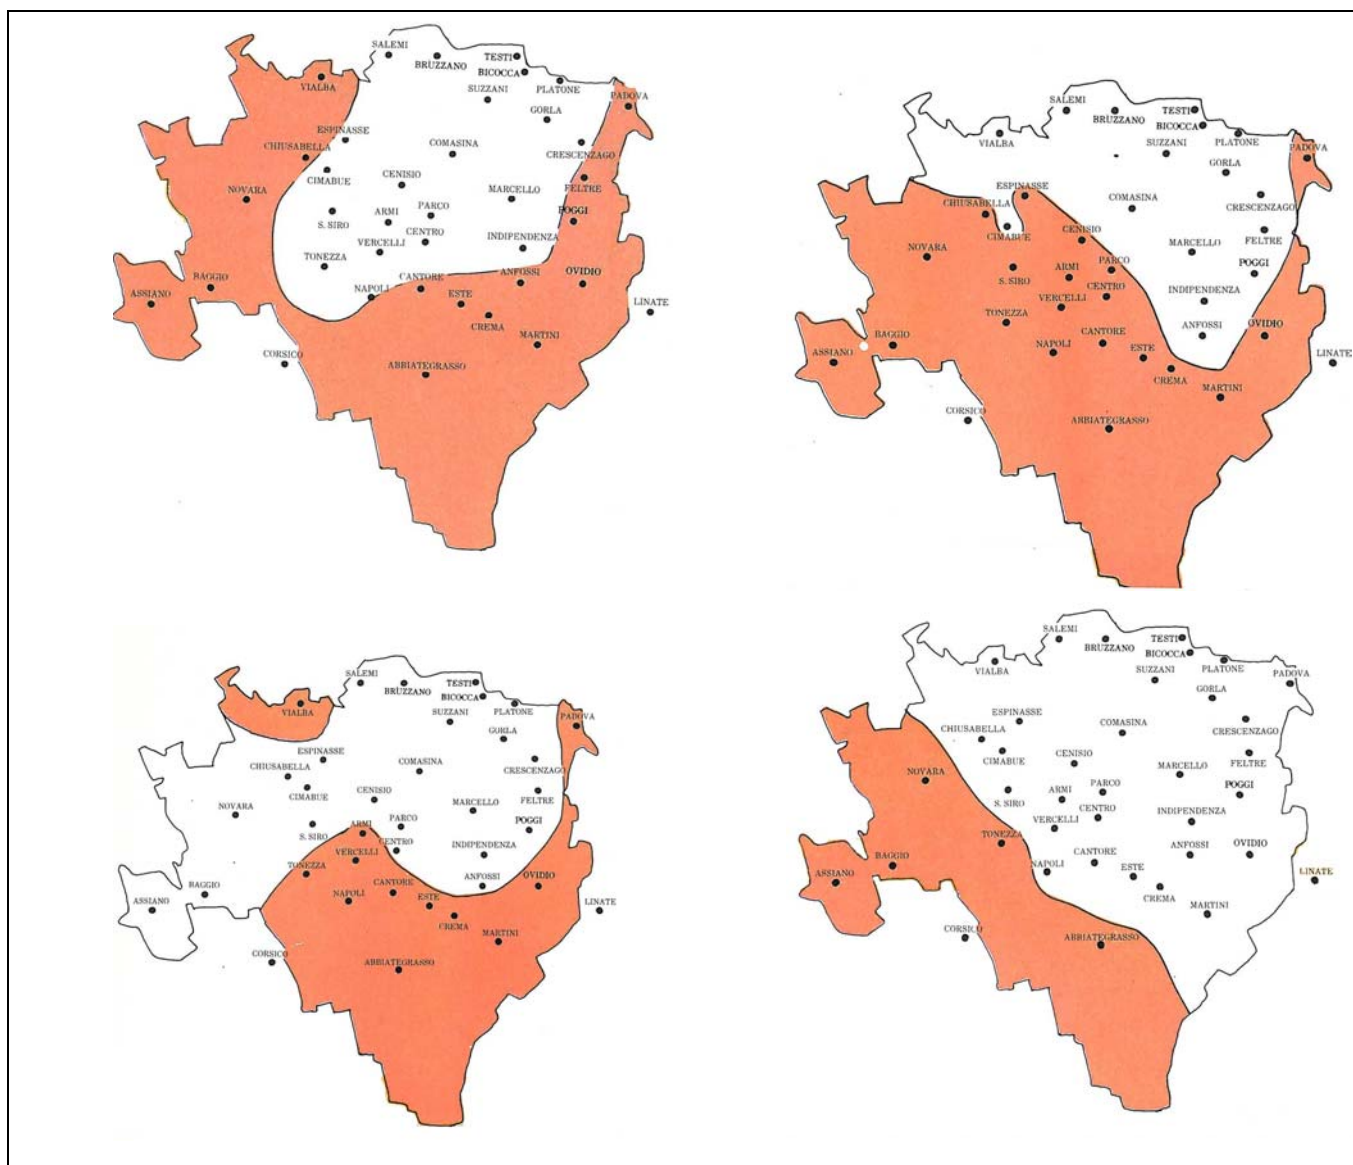 SALEMI
BRUZZANO
TESTI
BICOCCA
PLATONE
VIALBA
SUZZANI
PADOVA
GORLA
ESPINASSE
COMASINA
CHIUSABELLA
CRESCENZAGO
CIMABUE
CENISIO
FELTRE
NOVARA
MARCELLO
S. SIRO
ARMI
PARCO
POGGI
VERCELLI
CENTRO
INDIPENDENZA
TONEZZA
CANTORE
ANFOSSI
OVIDIO
BAGGIO
NAPOLI
ASSIANO
ESTE
LINATE
CREMA
MARTINI
CORSICO
ABBIATEGRASSO
SALEMI
BRUZZANO
TESTI
BICOCCA
VIALBA
PLATONE
SUZZANI
PADOVA
GORLA
ESPINASSE
COMASINA
CRESCENZAGO
CHIUSABELLA
CIMABUE
CENISIO
FELTRE
NOVARA
MARCELLO
S. SIRO
ARMI
PARCO
POGGI
VERCELLI
CENTRO
INDIPENDENZA
TONEZZA
CANTORE
ANFOSSI
OVIDIO
BAGGIO
NAPOLI
ASSIANO
ESTE
LINATE
CREMA
MARTINI
CORSICO
ABBIATEGRASSO
SALEMI
BRUZZANO
TESTI
BICOCCA
VIALBA
PLATONE
SUZZANI
PADOVA
GORLA
ESPINASSE
COMASINA
CHIUSABELLA
CRESCENZAGO
CIMABUE
CENISIO
FELTRE
NOVARA
MARCELLO
S. SIRO
ARMI
PARCO
POGGI
VERCELLI
CENTRO
INDIPENDENZA
TONEZZA
CANTORE
ANFOSSI
OVIDIO
BAGGIO
NAPOLI
ASSIANO
ESTE
LINATE
CREMA
MARTINI
CORSICO
ABBIATEGRASSO
SALEMI
BRUZZANO
TESTI
BICOCCA
VIALBA
PLATONE
SUZZANI
PADOVA
GORLA
ESPINASSE
COMASINA
CHIUSABELLA
CRESCENZAGO
CIMABUE
CENISIO
FELTRE
NOVARA
MARCELLO
S. SIRO
ARMI
PARCO
POGGI
VERCELLI
CENTRO
INDIPENDENZA
TONEZZA
CANTORE
ANFOSSI
OVIDIO
BAGGIO
NAPOLI
ASSIANO
ESTE
LINATE
CREMA
MARTINI
CORSICO
ABBIATEGRASSO